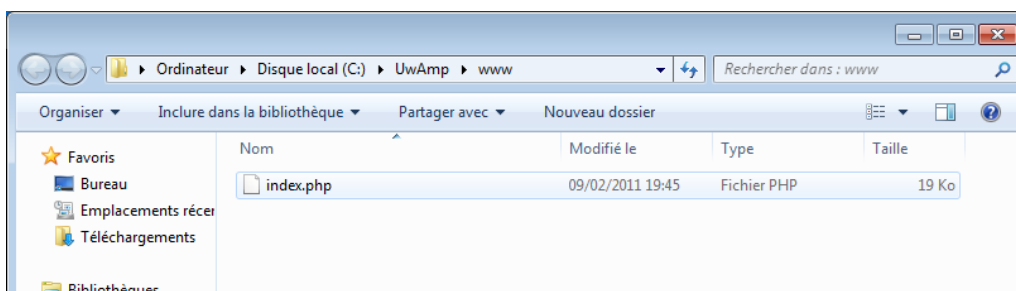 Ordinateur Disque local (C:) UwAmp www Rechercher dans : www
Organiser Inclure dans la bibliothèque Partager avec Nouveau dossier
Favoris
Bureau
Emplacements récer
Téléchargements
Bibliothèques
Nom Modifié le Type Taille
index.php 09/02/2011 19:45 Fichier PHP 19 Ko